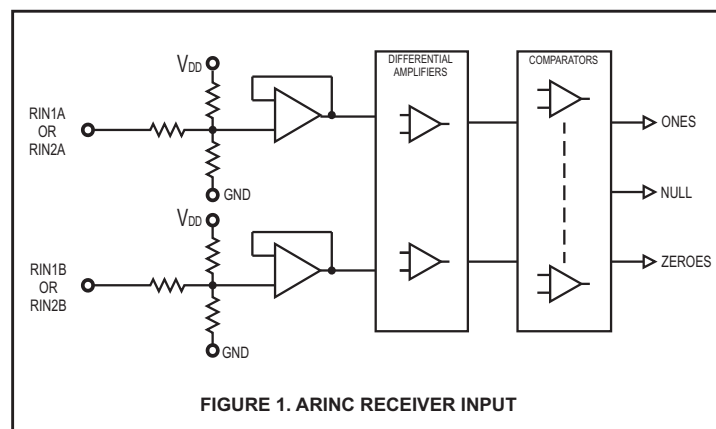 VDD
DIFFERENTIAL
AMPLIFIERS
COMPARATORS
RIN1A
OR
RIN2A
ONES
GND
NULL
VDD
RIN1B
OR
RIN2B
ZEROES
GND
FIGURE 1. ARINC RECEIVER INPUT